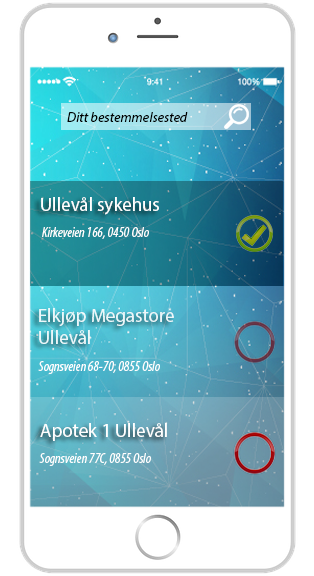 9:41
100%
Ditt bestemmelsested
Ullevål sykehus
Kirkeveien 166, 0450 Oslo
Elkjøp Megastore
Ullevål
Sognsveien 68-70, 0855 Oslo
Apotek 1 Ullevål
Sognsveien 77C, 0855 Oslo